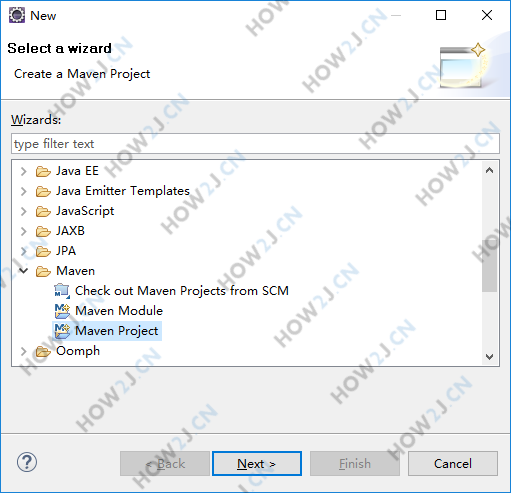 New
Select a wizard
Create a Maven Project
Wizards:
type filter text
Java EE
Java Emitter Templates
JavaScript
JAXB
JPA
Maven
Check out Maven Projects from SCM
Maven Module
Maven Project
Oomph
< Back
Next >
Finish
Cancel
HOW2J.CN